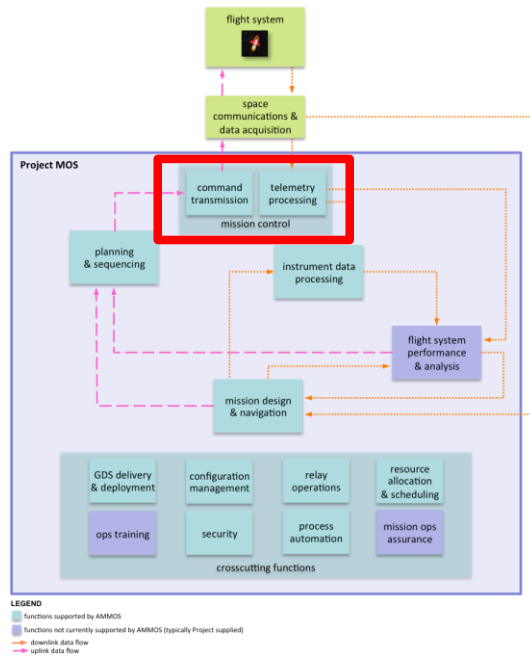 flight system
space
communications &
data acquisition
Project MOS
command
transmission
telemetry
processing
mission control
planning
& sequencing
instrument data
processing
flight system
performance
& analysis
mission design
& navigation
GDS delivery
& deployment
configuration
management
relay
operations
resource
allocation
& scheduling
ops training
security
process
automation
mission ops
assurance
crosscutting functions
LEGEND
functions supported by AMMOS
functions not currently supported by AMMOS (typically Project supplied)
downlink data flow
uplink data flow